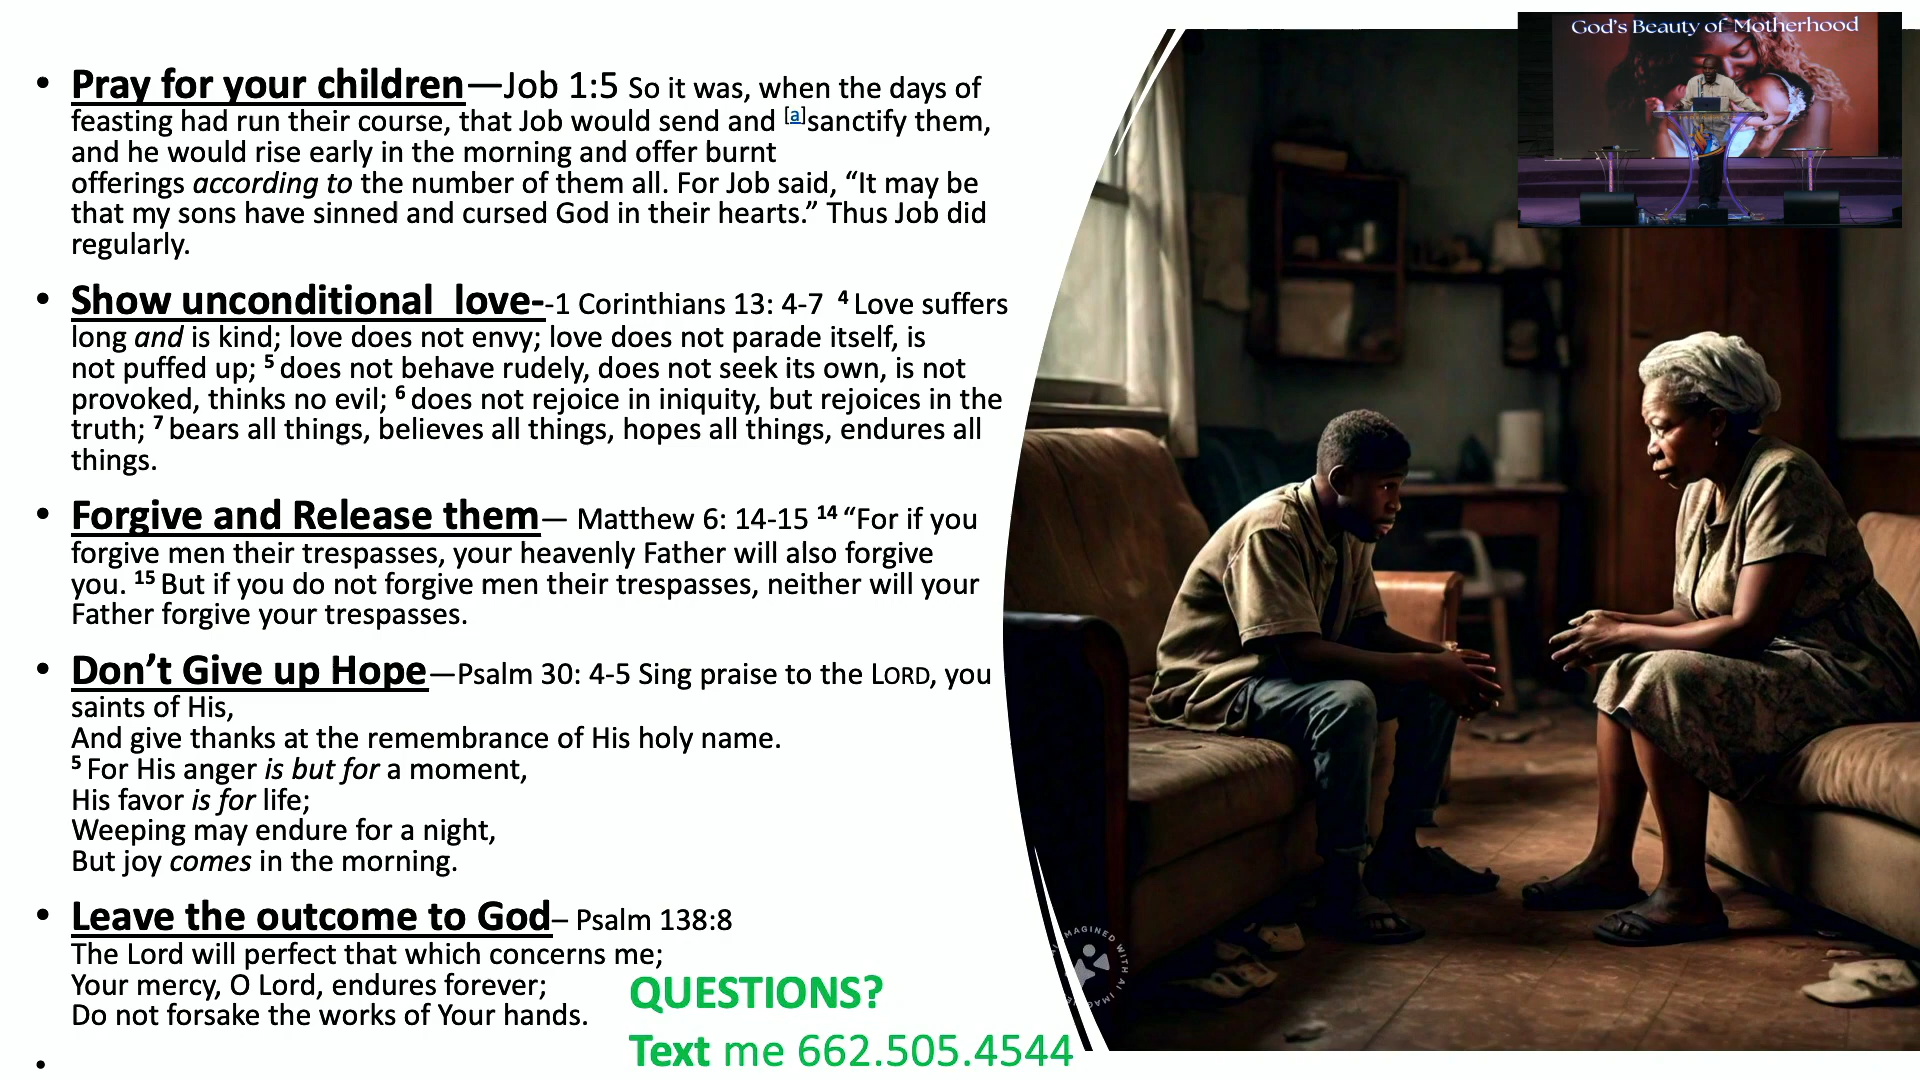 God's Beauty of Motherhood
• Pray for your children—Job 1:5 So it was, when the days of
feasting had run their course, that Job would send and [a]sanctify them,
and he would rise early in the morning and offer burnt
offerings according to the number of them all. For Job said, “It may be
that my sons have sinned and cursed God in their hearts.” Thus Job did
regularly.
• Show unconditional  love--1 Corinthians 13: 4-7  4 Love suffers
long and is kind; love does not envy; love does not parade itself, is
not puffed up; 5 does not behave rudely, does not seek its own, is not
provoked, thinks no evil; 6 does not rejoice in iniquity, but rejoices in the
truth; 7 bears all things, believes all things, hopes all things, endures all
things.
• Forgive and Release them— Matthew 6: 14-15 14 “For if you
forgive men their trespasses, your heavenly Father will also forgive
you. 15 But if you do not forgive men their trespasses, neither will your
Father forgive your trespasses.
• Don’t Give up Hope—Psalm 30: 4-5 Sing praise to the LORD, you
saints of His,
And give thanks at the remembrance of His holy name.
5 For His anger is but for a moment,
His favor is for life;
Weeping may endure for a night,
But joy comes in the morning.
• Leave the outcome to God– Psalm 138:8
The Lord will perfect that which concerns me;
Your mercy, O Lord, endures forever;
Do not forsake the works of Your hands.
•
QUESTIONS?
Text me 662.505.4544
IMAGINED WITH AI